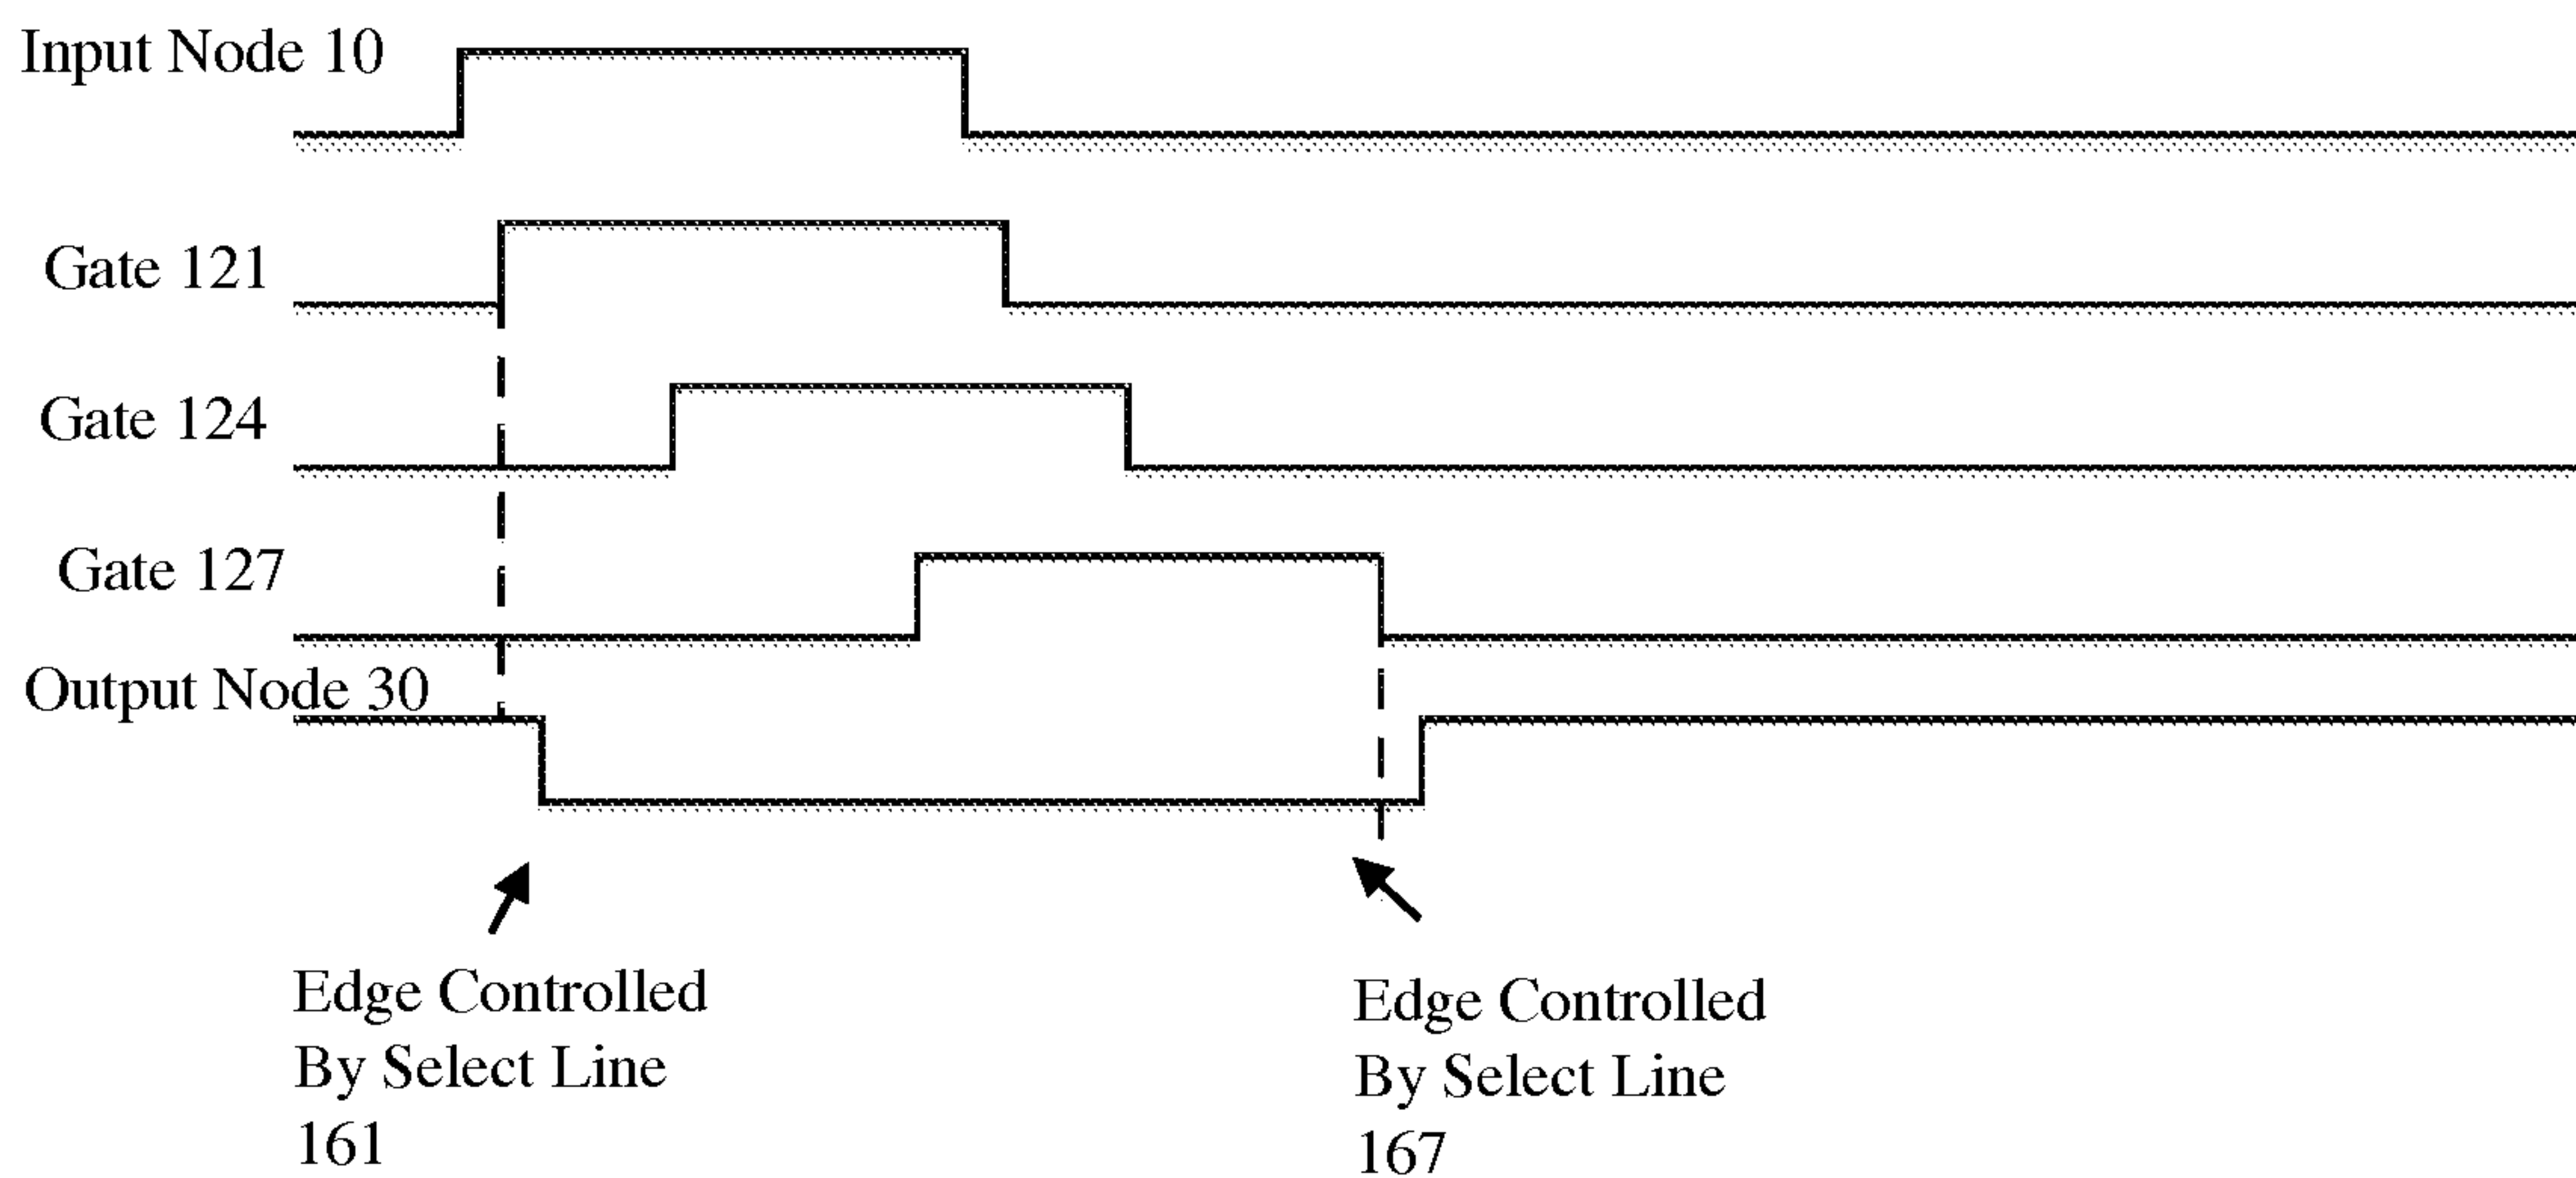 Input Node 10
Gate 121
Gate 124
Gate 127
Output Node 30
Edge Controlled
By Select Line
161
Edge Controlled
By Select Line
167